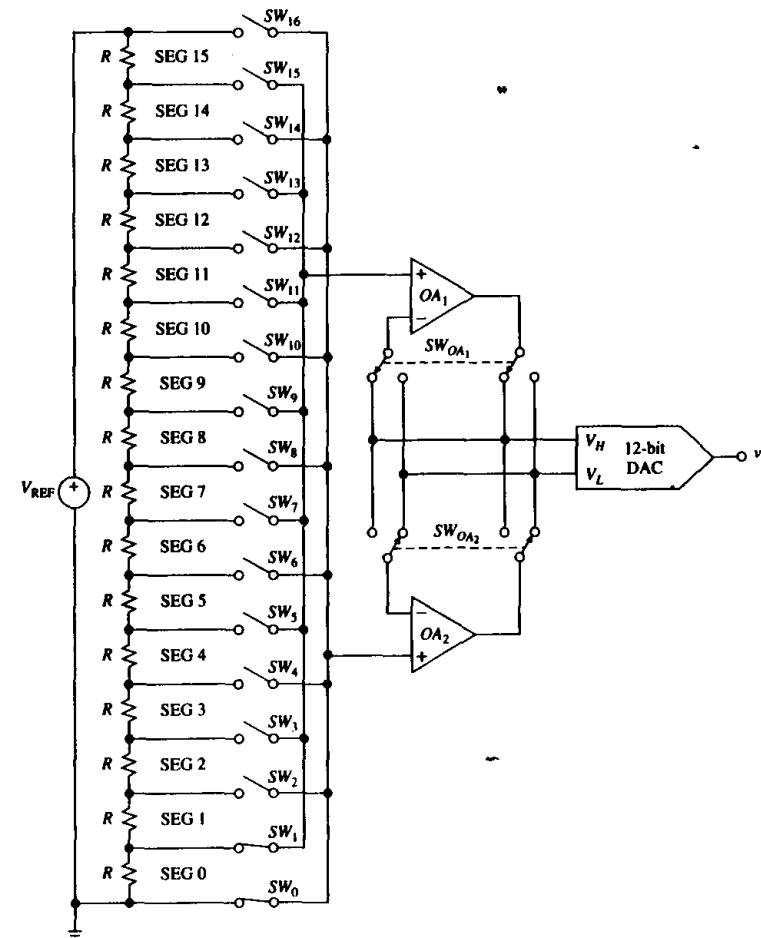 SW16
R SEG 15
SW15
R SEG 14
SW14
R SEG 13
SW13
R SEG 12
SW12
R SEG 11
SW11
R SEG 10
SW10
R SEG 9
SW9
R SEG 8
SW8
R SEG 7
SW7
R SEG 6
SW6
R SEG 5
SW5
R SEG 4
SW4
R SEG 3
SW3
R SEG 2
SW2
R SEG 1
SW1
R SEG 0
SW0
VREF
+
+
OA1
−
SWOA1
VH
VL
12-bit
DAC
v
SWOA2
−
OA2
+